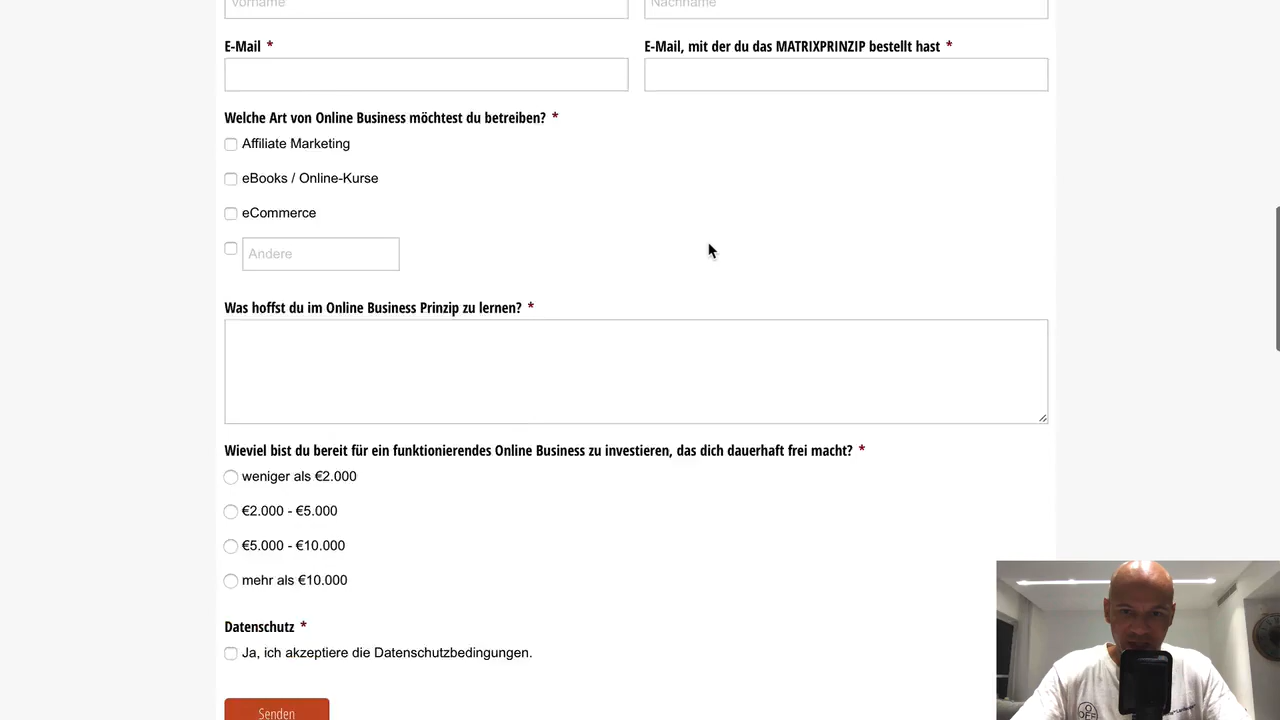 Vorname
Nachname
E-Mail *
E-Mail, mit der du das MATRIXPRINZIP bestellt hast *
Welche Art von Online Business möchtest du betreiben? *
Affiliate Marketing
eBooks / Online-Kurse
eCommerce
Andere
Was hoffst du im Online Business Prinzip zu lernen? *
Wieviel bist du bereit für ein funktionierendes Online Business zu investieren, das dich dauerhaft frei macht? *
weniger als €2.000
€2.000 - €5.000
€5.000 - €10.000
mehr als €10.000
Datenschutz *
Ja, ich akzeptiere die Datenschutzbedingungen.
Senden